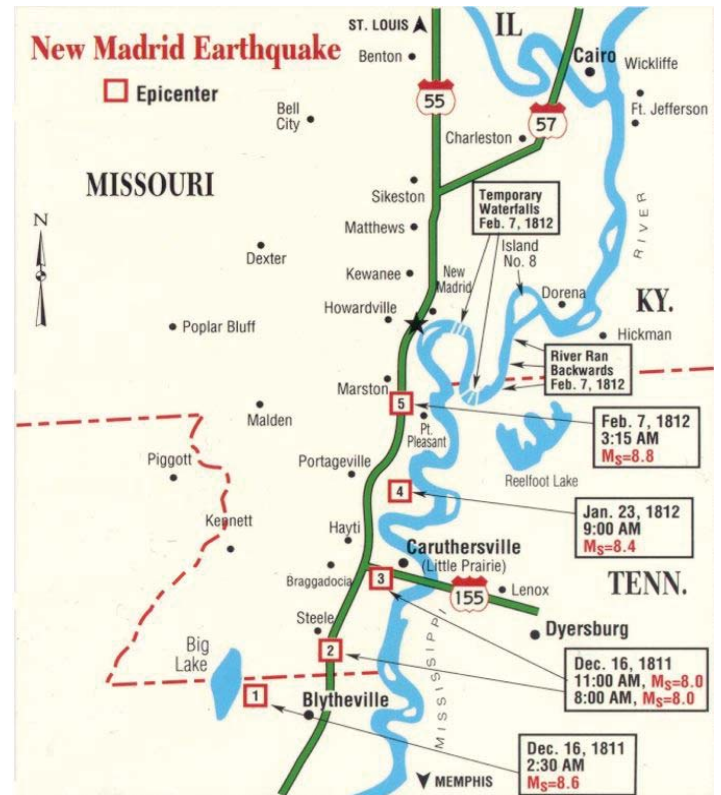 New Madrid Earthquake
Epicenter
ST. LOUIS
IL
Benton
Cairo
Wickliffe
55
57
Ft. Jefferson
Bell
City
Charleston
MISSOURI
Sikeston
Temporary
Waterfalls
Feb. 7, 1812
RIVER
N
Matthews
Island
No. 8
Dexter
Kewanee
New
Madrid
Dorena
KY.
Howardville
Poplar Bluff
Hickman
River Ran
Backwards
Feb. 7, 1812
Marston
5
Malden
Pt.
Pleasant
Feb. 7, 1812
3:15 AM
MS=8.8
Piggott
Portageville
Reelfoot Lake
4
Jan. 23, 1812
9:00 AM
MS=8.4
Kennett
Hayti
Caruthersville
(Little Prairie)
TENN.
Braggadocia
3
155
Lenox
Steele
Dyersburg
Big
Lake
2
MISSISSIPPI
Dec. 16, 1811
11:00 AM, MS=8.0
8:00 AM, MS=8.0
1
Blytheville
Dec. 16, 1811
2:30 AM
MS=8.6
MEMPHIS